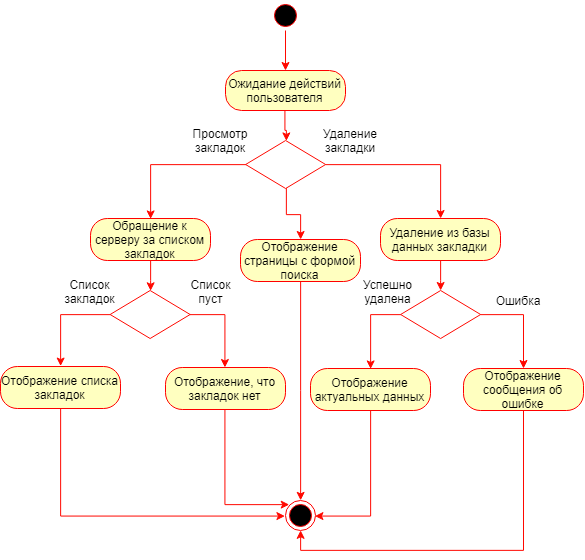 Ожидание действий
пользователя
Просмотр
закладок
Удаление
закладки
Обращение к
серверу за списком
закладок
Отображение
страницы с формой
поиска
Удаление из базы
данных закладки
Список
закладок
Список
пуст
Успешно
удалена
Ошибка
Отображение списка
закладок
Отображение, что
закладок нет
Отображение
актуальных данных
Отображение
сообщения об
ошибке